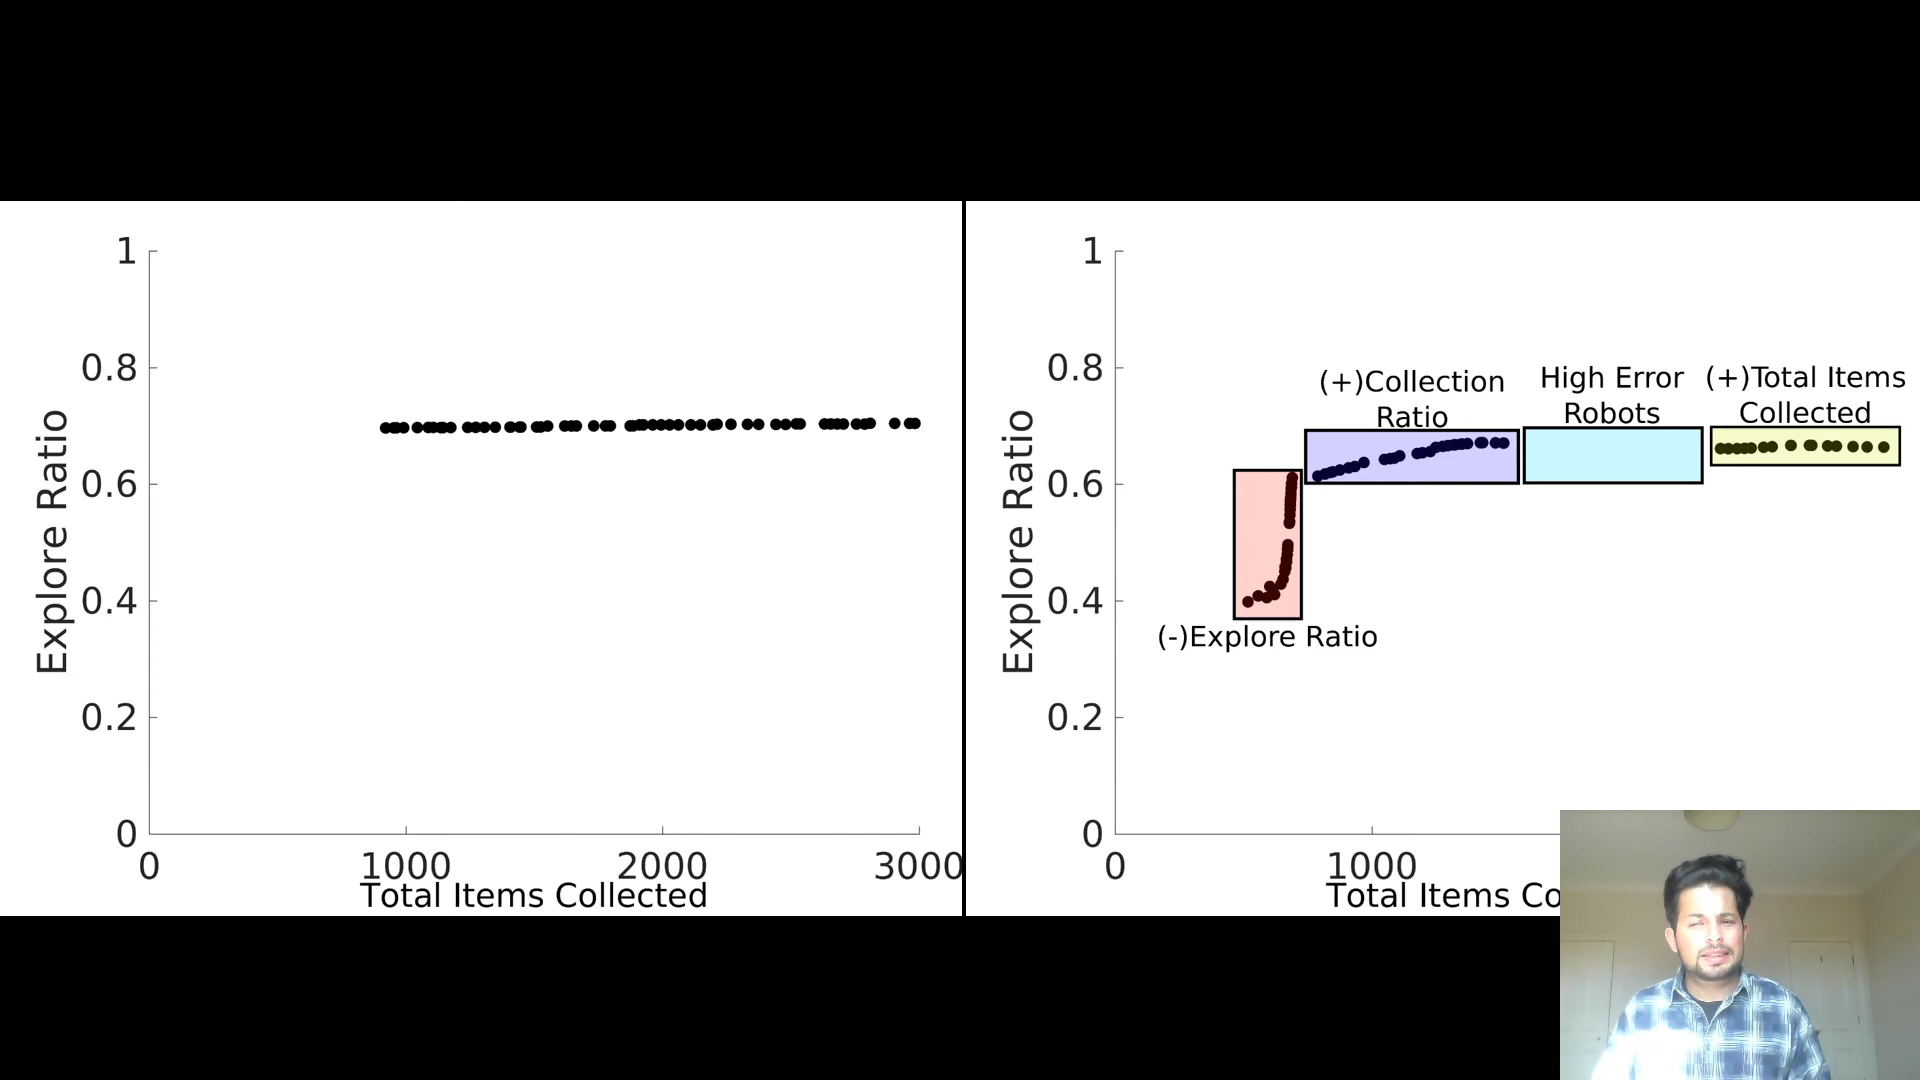 1
0.8
0.6
0.4
0.2
0
Explore Ratio
0
1000
2000
3000
Total Items Collected
1
0.8
0.6
0.4
0.2
0
Explore Ratio
(+)Collection
Ratio
High Error
Robots
(+)Total Items
Collected
(-)Explore Ratio
0
1000
Total Items Co